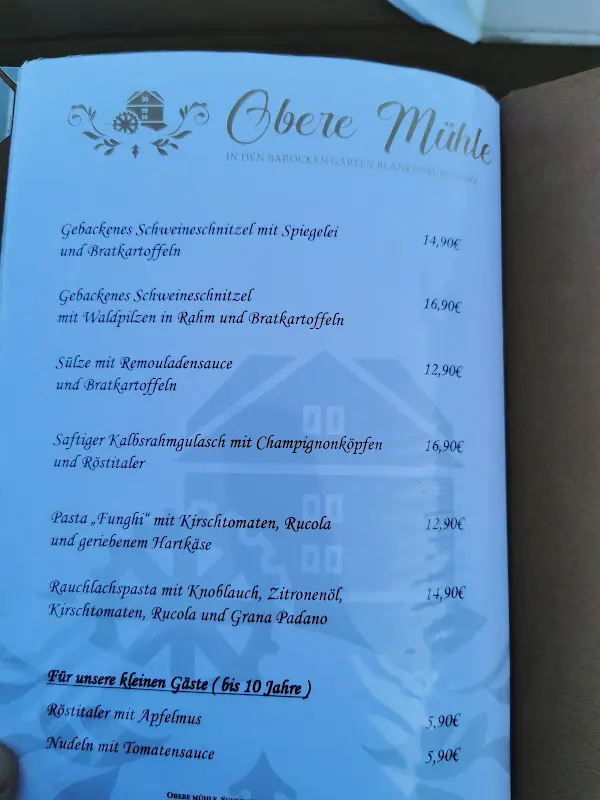 Obere Mühle
IN DEN BAROCKEN GÄRTEN BLANKENBURG HARZ
Gebackenes Schweineschnitzel mit Spiegelei
und Bratkartoffeln 14,90€
Gebackenes Schweineschnitzel
mit Waldpilzen in Rahm und Bratkartoffeln 16,90€
Sülze mit Remouladensauce
und Bratkartoffeln 12,90€
Saftiger Kalbsrahmgulasch mit Champignonköpfen
und Röstitaler 16,90€
Pasta „Funghi“ mit Kirschtomaten, Rucola
und geriebenem Hartkäse 12,90€
Rauchlachspasta mit Knoblauch, Zitronenöl,
Kirschtomaten, Rucola und Grana Padano 14,90€
Für unsere kleinen Gäste ( bis 10 Jahre )
Röstitaler mit Apfelmus 5,90€
Nudeln mit Tomatensauce 5,90€
OBERE MÜHLE,